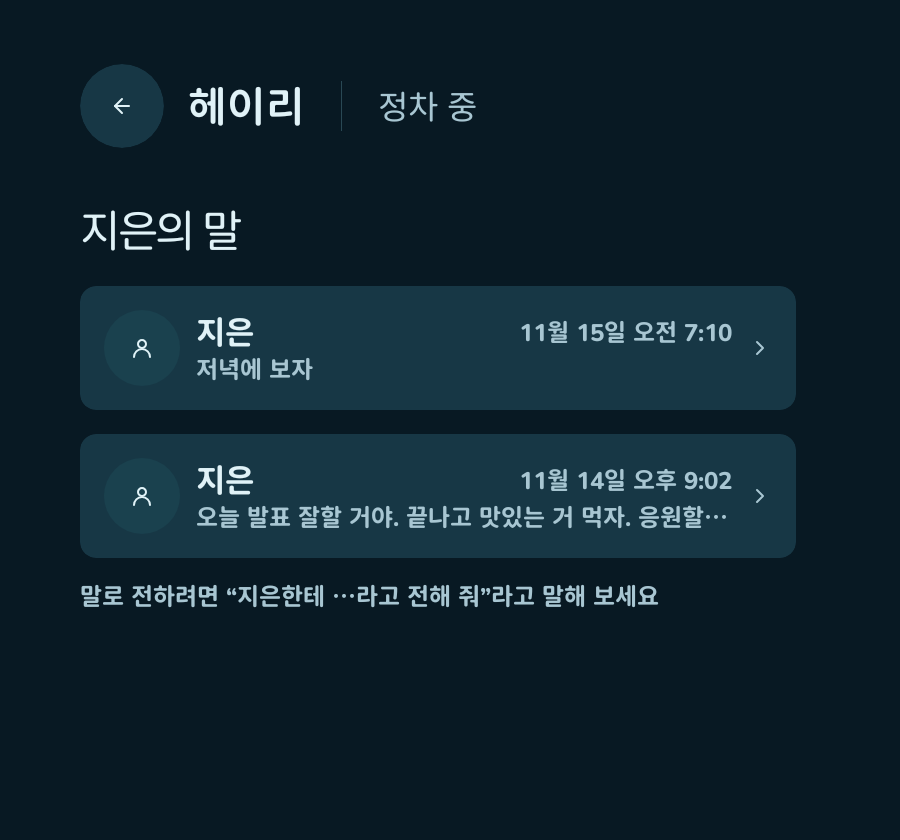 헤이리
정차 중
지은의 말
지은
11월 15일 오전 7:10
저녁에 보자
지은
11월 14일 오후 9:02
오늘 발표 잘할 거야. 끝나고 맛있는 거 먹자. 응원할…
말로 전하려면 “지은한테 …라고 전해 줘”라고 말해 보세요